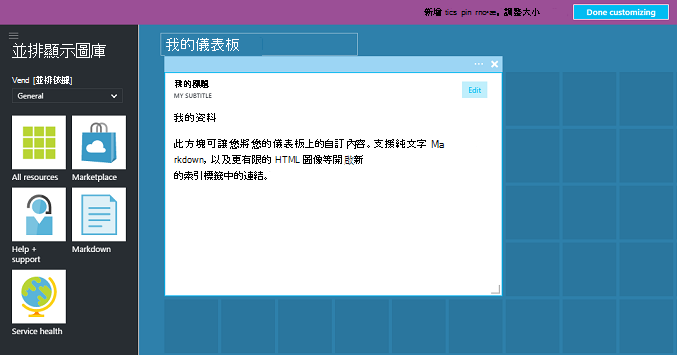 新增 tics pin move。調整大小
Done customizing
並排顯示圖庫
Vend [並排依據]
General
All resources
Marketplace
Help +
support
Markdown
Service health
我的儀表板
我的標題
MY SUBTITLE
Edit
我的資料
此方塊可讓您將您的儀表板上的自訂內容。支援純文字 Ma
rkdown，以及更有限的 HTML 圖像等開啟新
的索引標籤中的連結。